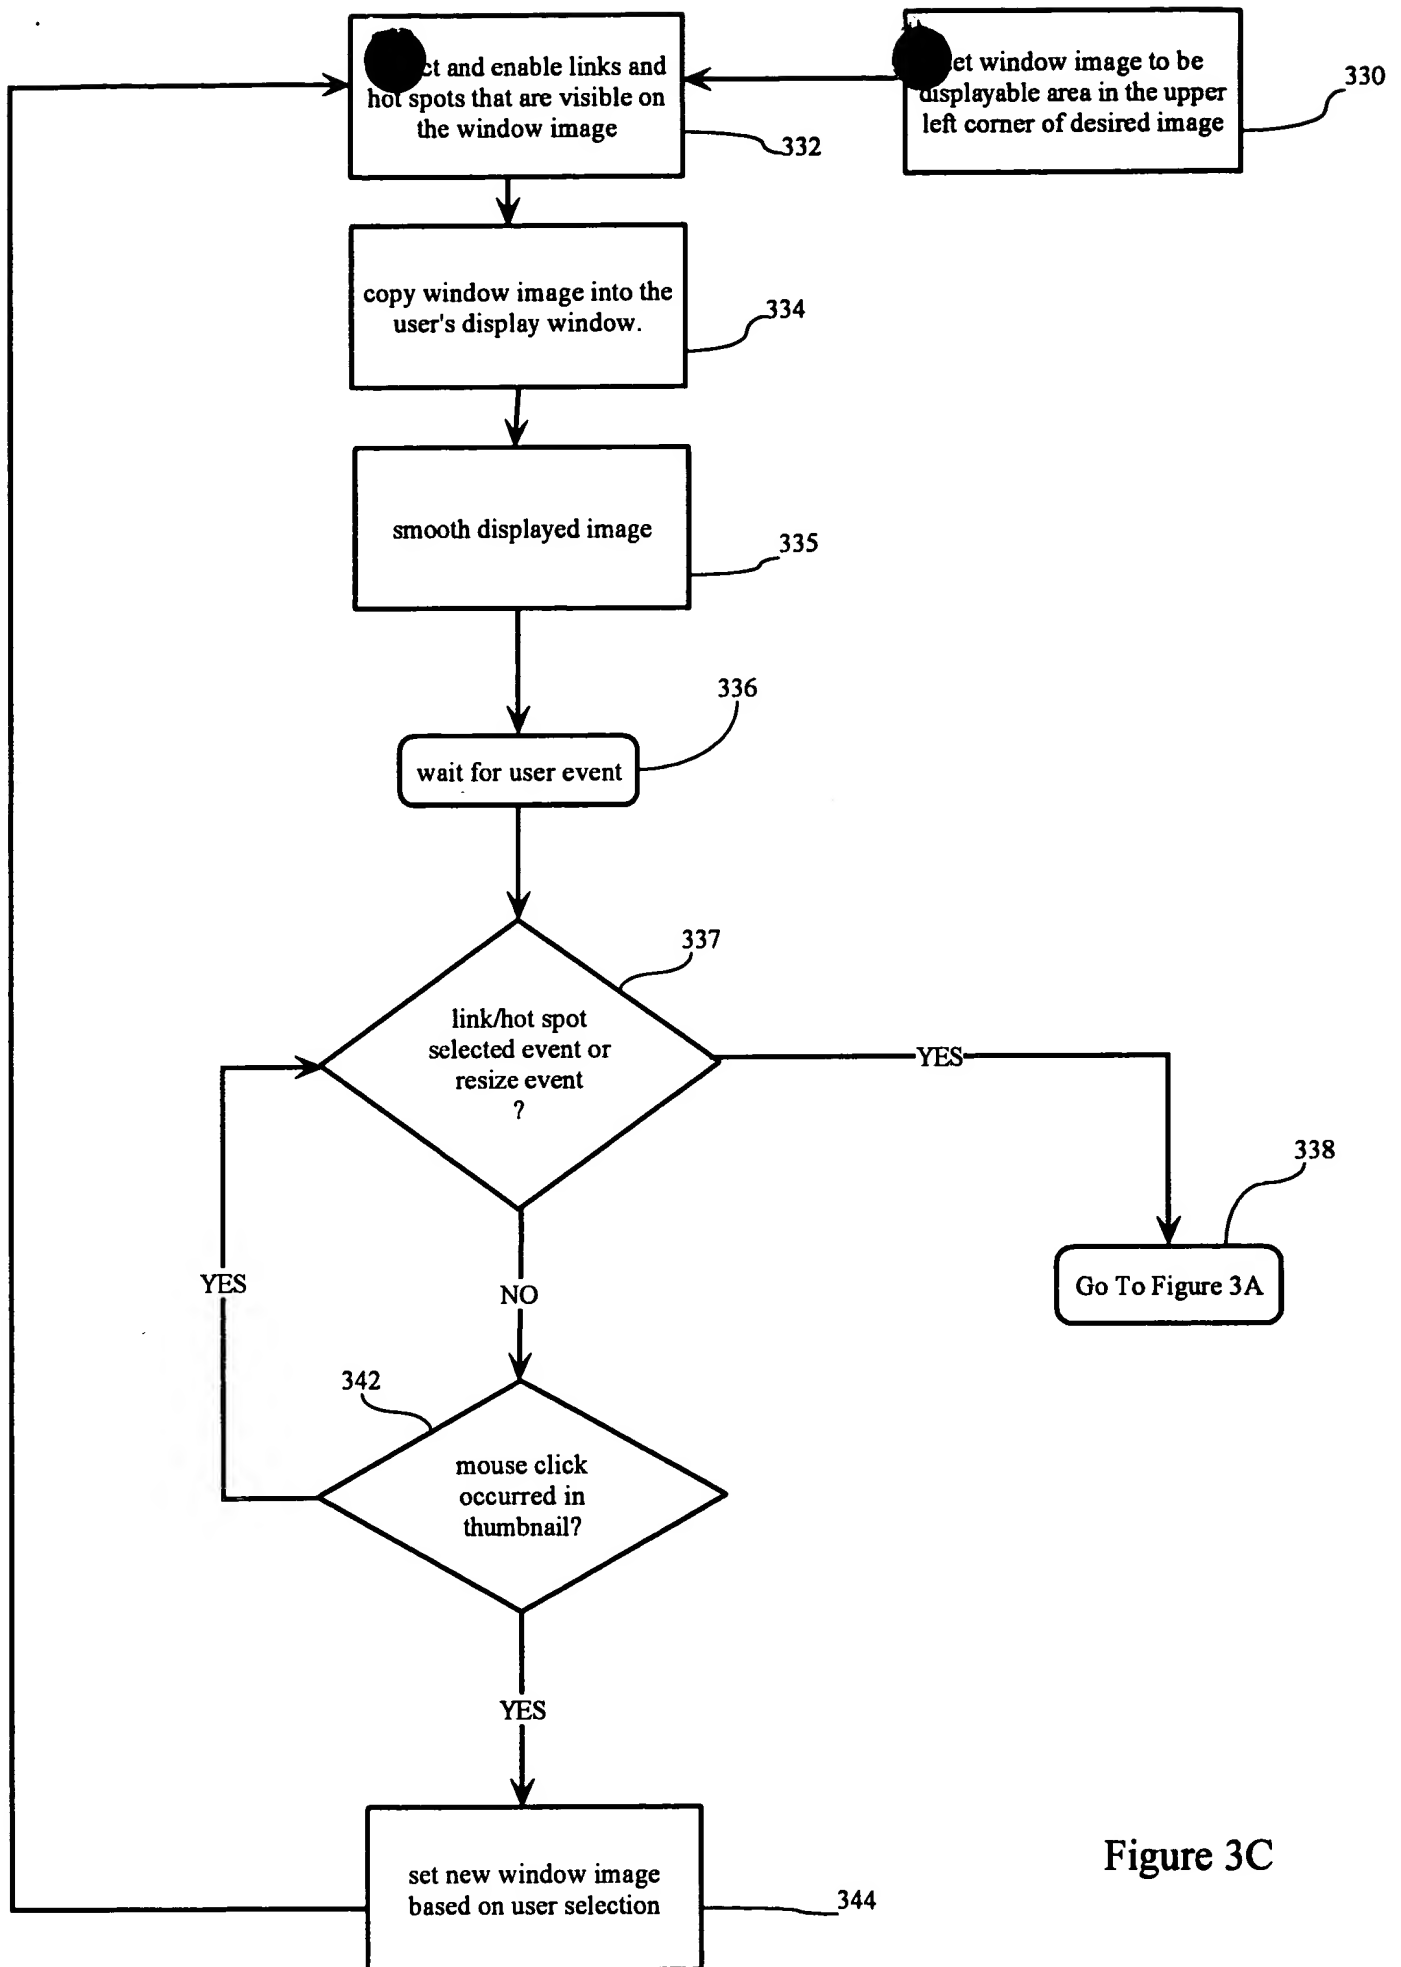 and enable links and
hot spots that are visible on
the window image
332
window image to be
displayable area in the upper
left corner of desired image
330
copy window image into the
user's display window.
334
smooth displayed image
335
336
wait for user event
337
link/hot spot
selected event or
resize event
?
YES
338
Go To Figure 3A
YES
NO
342
mouse click
occurred in
thumbnail?
YES
set new window image
based on user selection
344
Figure 3C